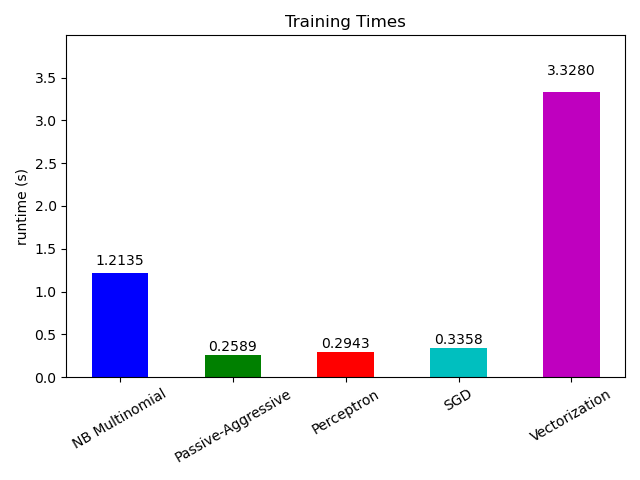 Training Times
runtime (s)
3.5
3.0
2.5
2.0
1.5
1.0
0.5
0.0
1.2135
0.2589
0.2943
0.3358
3.3280
NB Multinomial
Passive-Aggressive
Perceptron
SGD
Vectorization